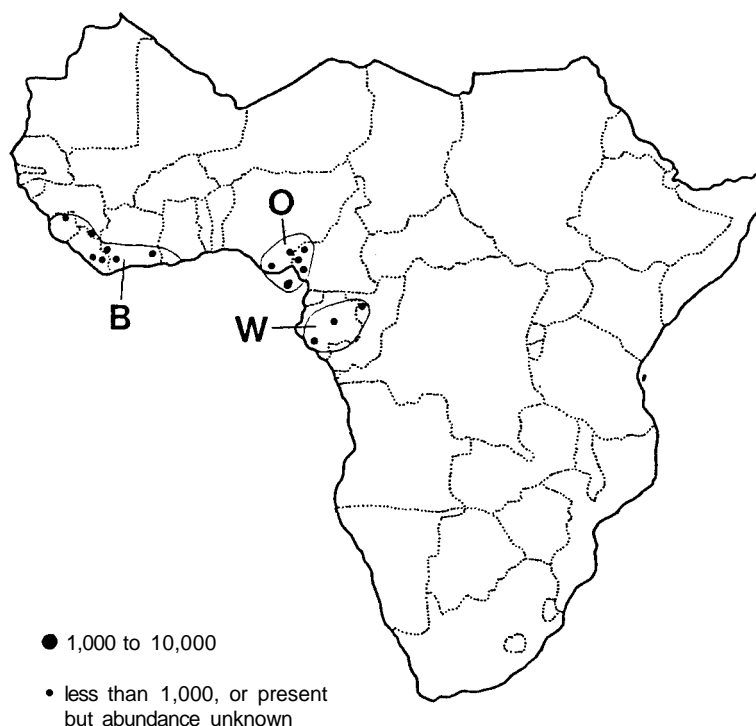 O
B
W
1,000 to 10,000
less than 1,000, or present
but abundance unknown